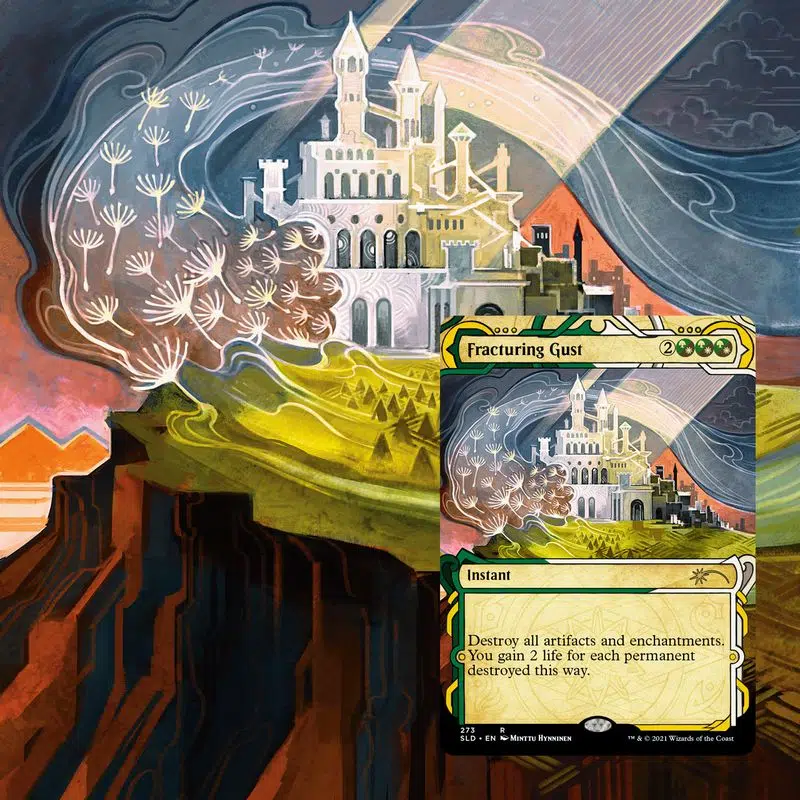 Fracturing Gust 2
Instant
Destroy all artifacts and enchantments.
You gain 2 life for each permanent
destroyed this way.
273 R
SLD • EN Minttu Hynninen ™ & © 2021 Wizards of the Coast